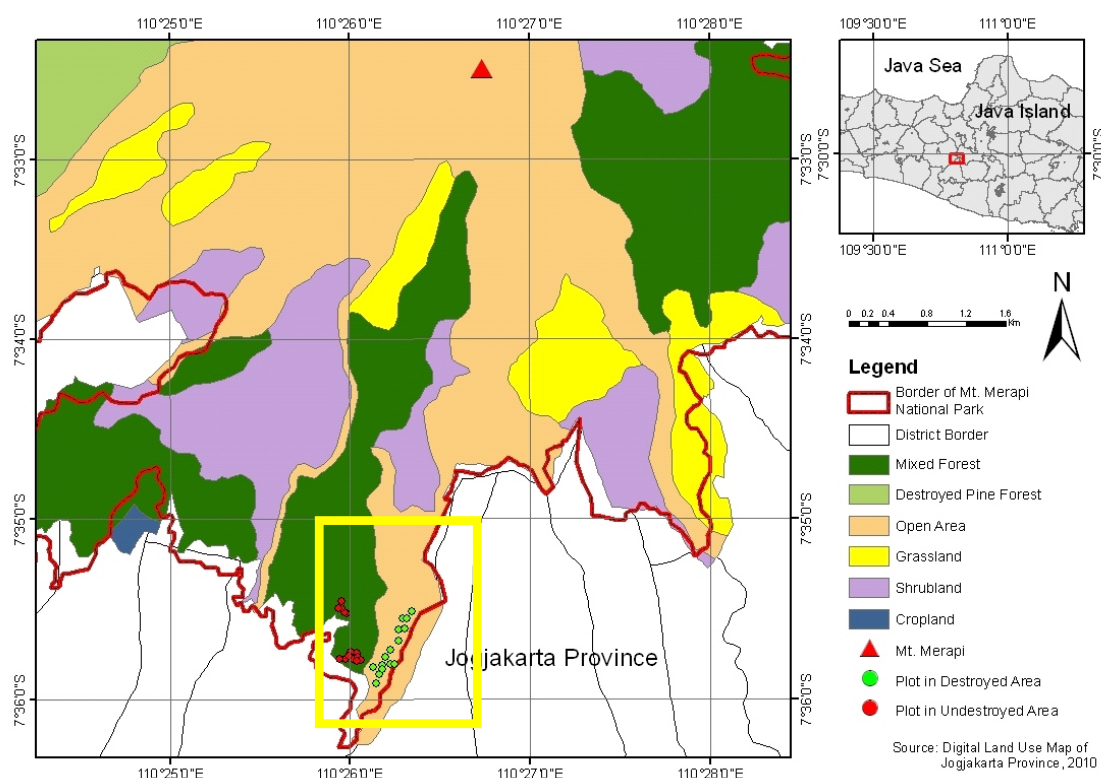 110°25'0"E 110°26'0"E 110°27'0"E 110°28'0"E
7°33'0"S
7°34'0"S
7°35'0"S
7°36'0"S
7°33'0"S
7°34'0"S
7°35'0"S
7°36'0"S
Jogjakarta Province
110°25'0"E 110°26'0"E 110°27'0"E 110°28'0"E
109°30'0"E 111°0'0"E
Java Sea
Java Island
7°30'0"S
7°30'0"S
109°30'0"E 111°0'0"E
N
0 0.2 0.4 0.8 1.2 1.6
Km
Legend
Border of Mt. Merapi
National Park
District Border
Mixed Forest
Destroyed Pine Forest
Open Area
Grassland
Shrubland
Cropland
Mt. Merapi
Plot in Destroyed Area
Plot in Undestroyed Area
Source: Digital Land Use Map of
Jogjakarta Province, 2010